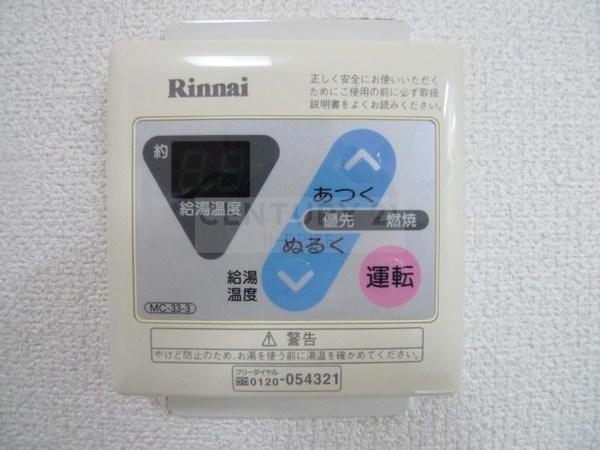 Rinnai
正しく安全にお使いいただく
ためにご使用の前に必ず取扱
説明書をよくお読みください。
約
給湯温度
あつく
優先 燃焼
ぬるく
給湯
温度
運転
MC-33-3
CENTURY 21
⚠ 警告
やけど防止のため、お湯を使う前に湯温を確かめてください。
フリーダイヤル
0120-054321